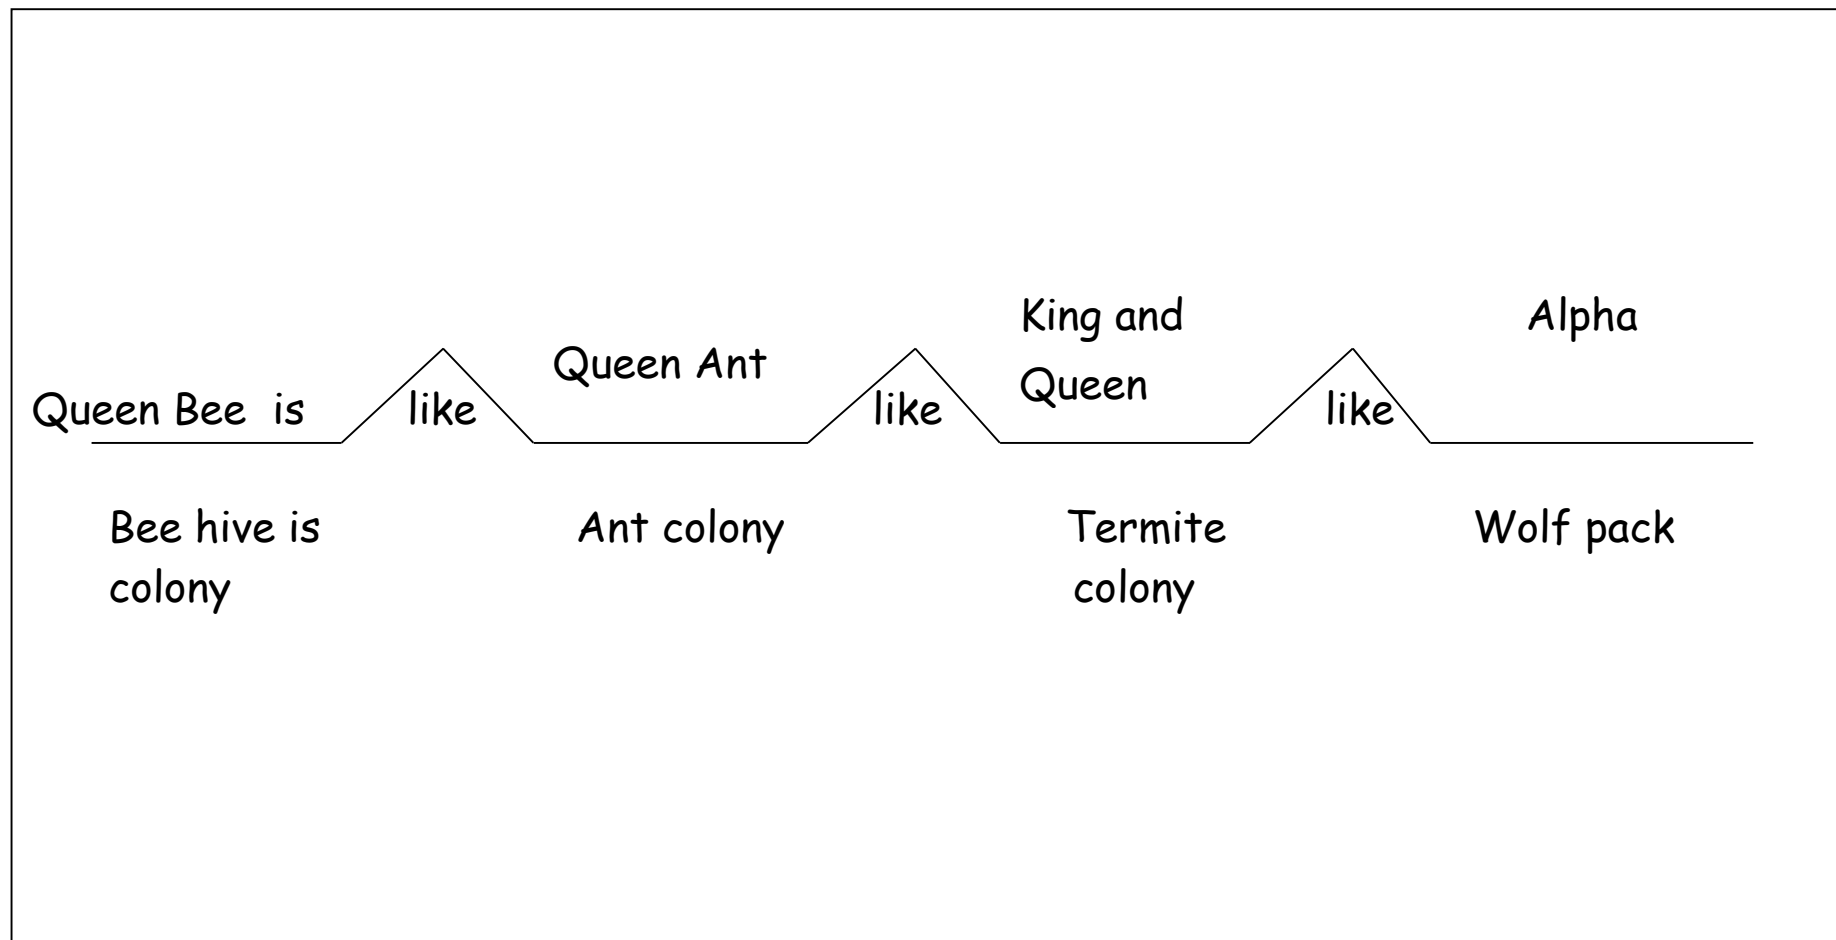 King and
Alpha
Queen Ant
Queen
Queen Bee is
like
like
like
Bee hive is
colony
Ant colony
Termite
colony
Wolf pack